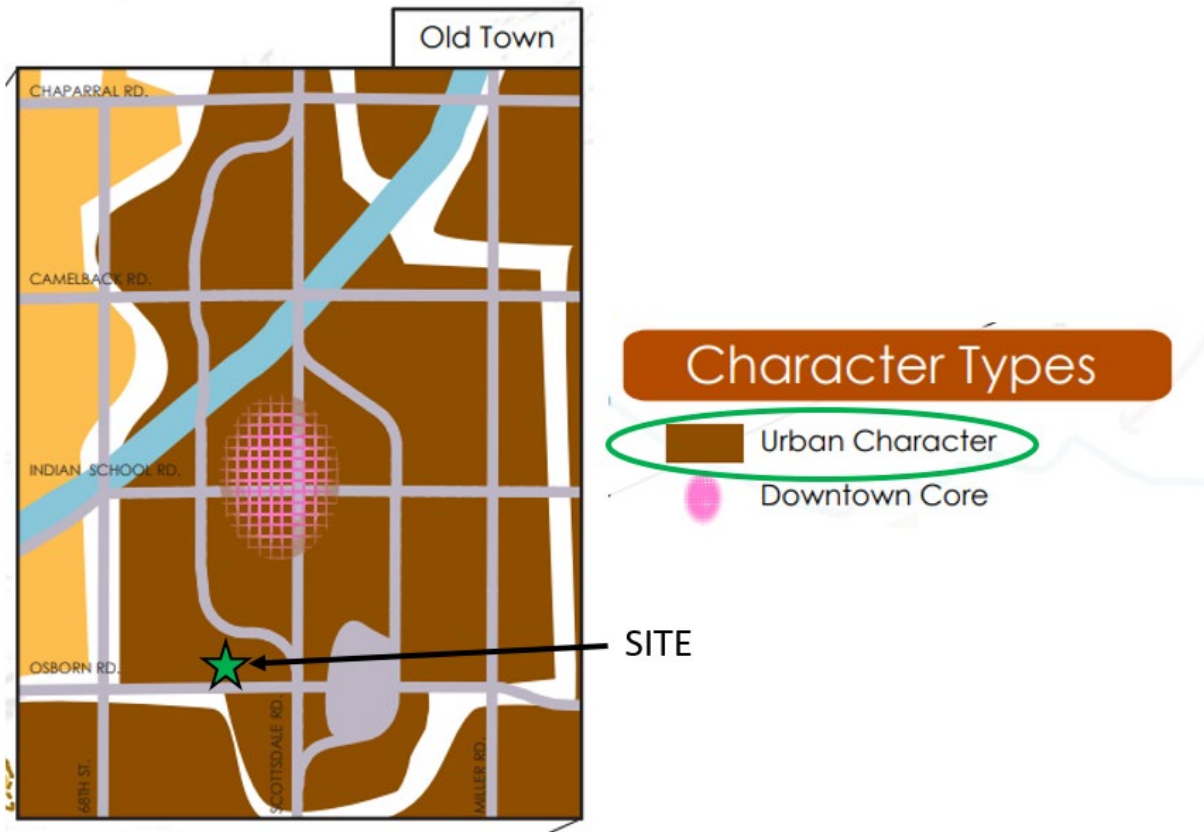 Old Town
CHAPARRAL RD.
CAMELBACK RD.
Character Types
Urban Character
INDIAN SCHOOL RD.
Downtown Core
SITE
OSBORN RD.
68TH ST.
SCOTTSDALE RD.
MILLER RD.